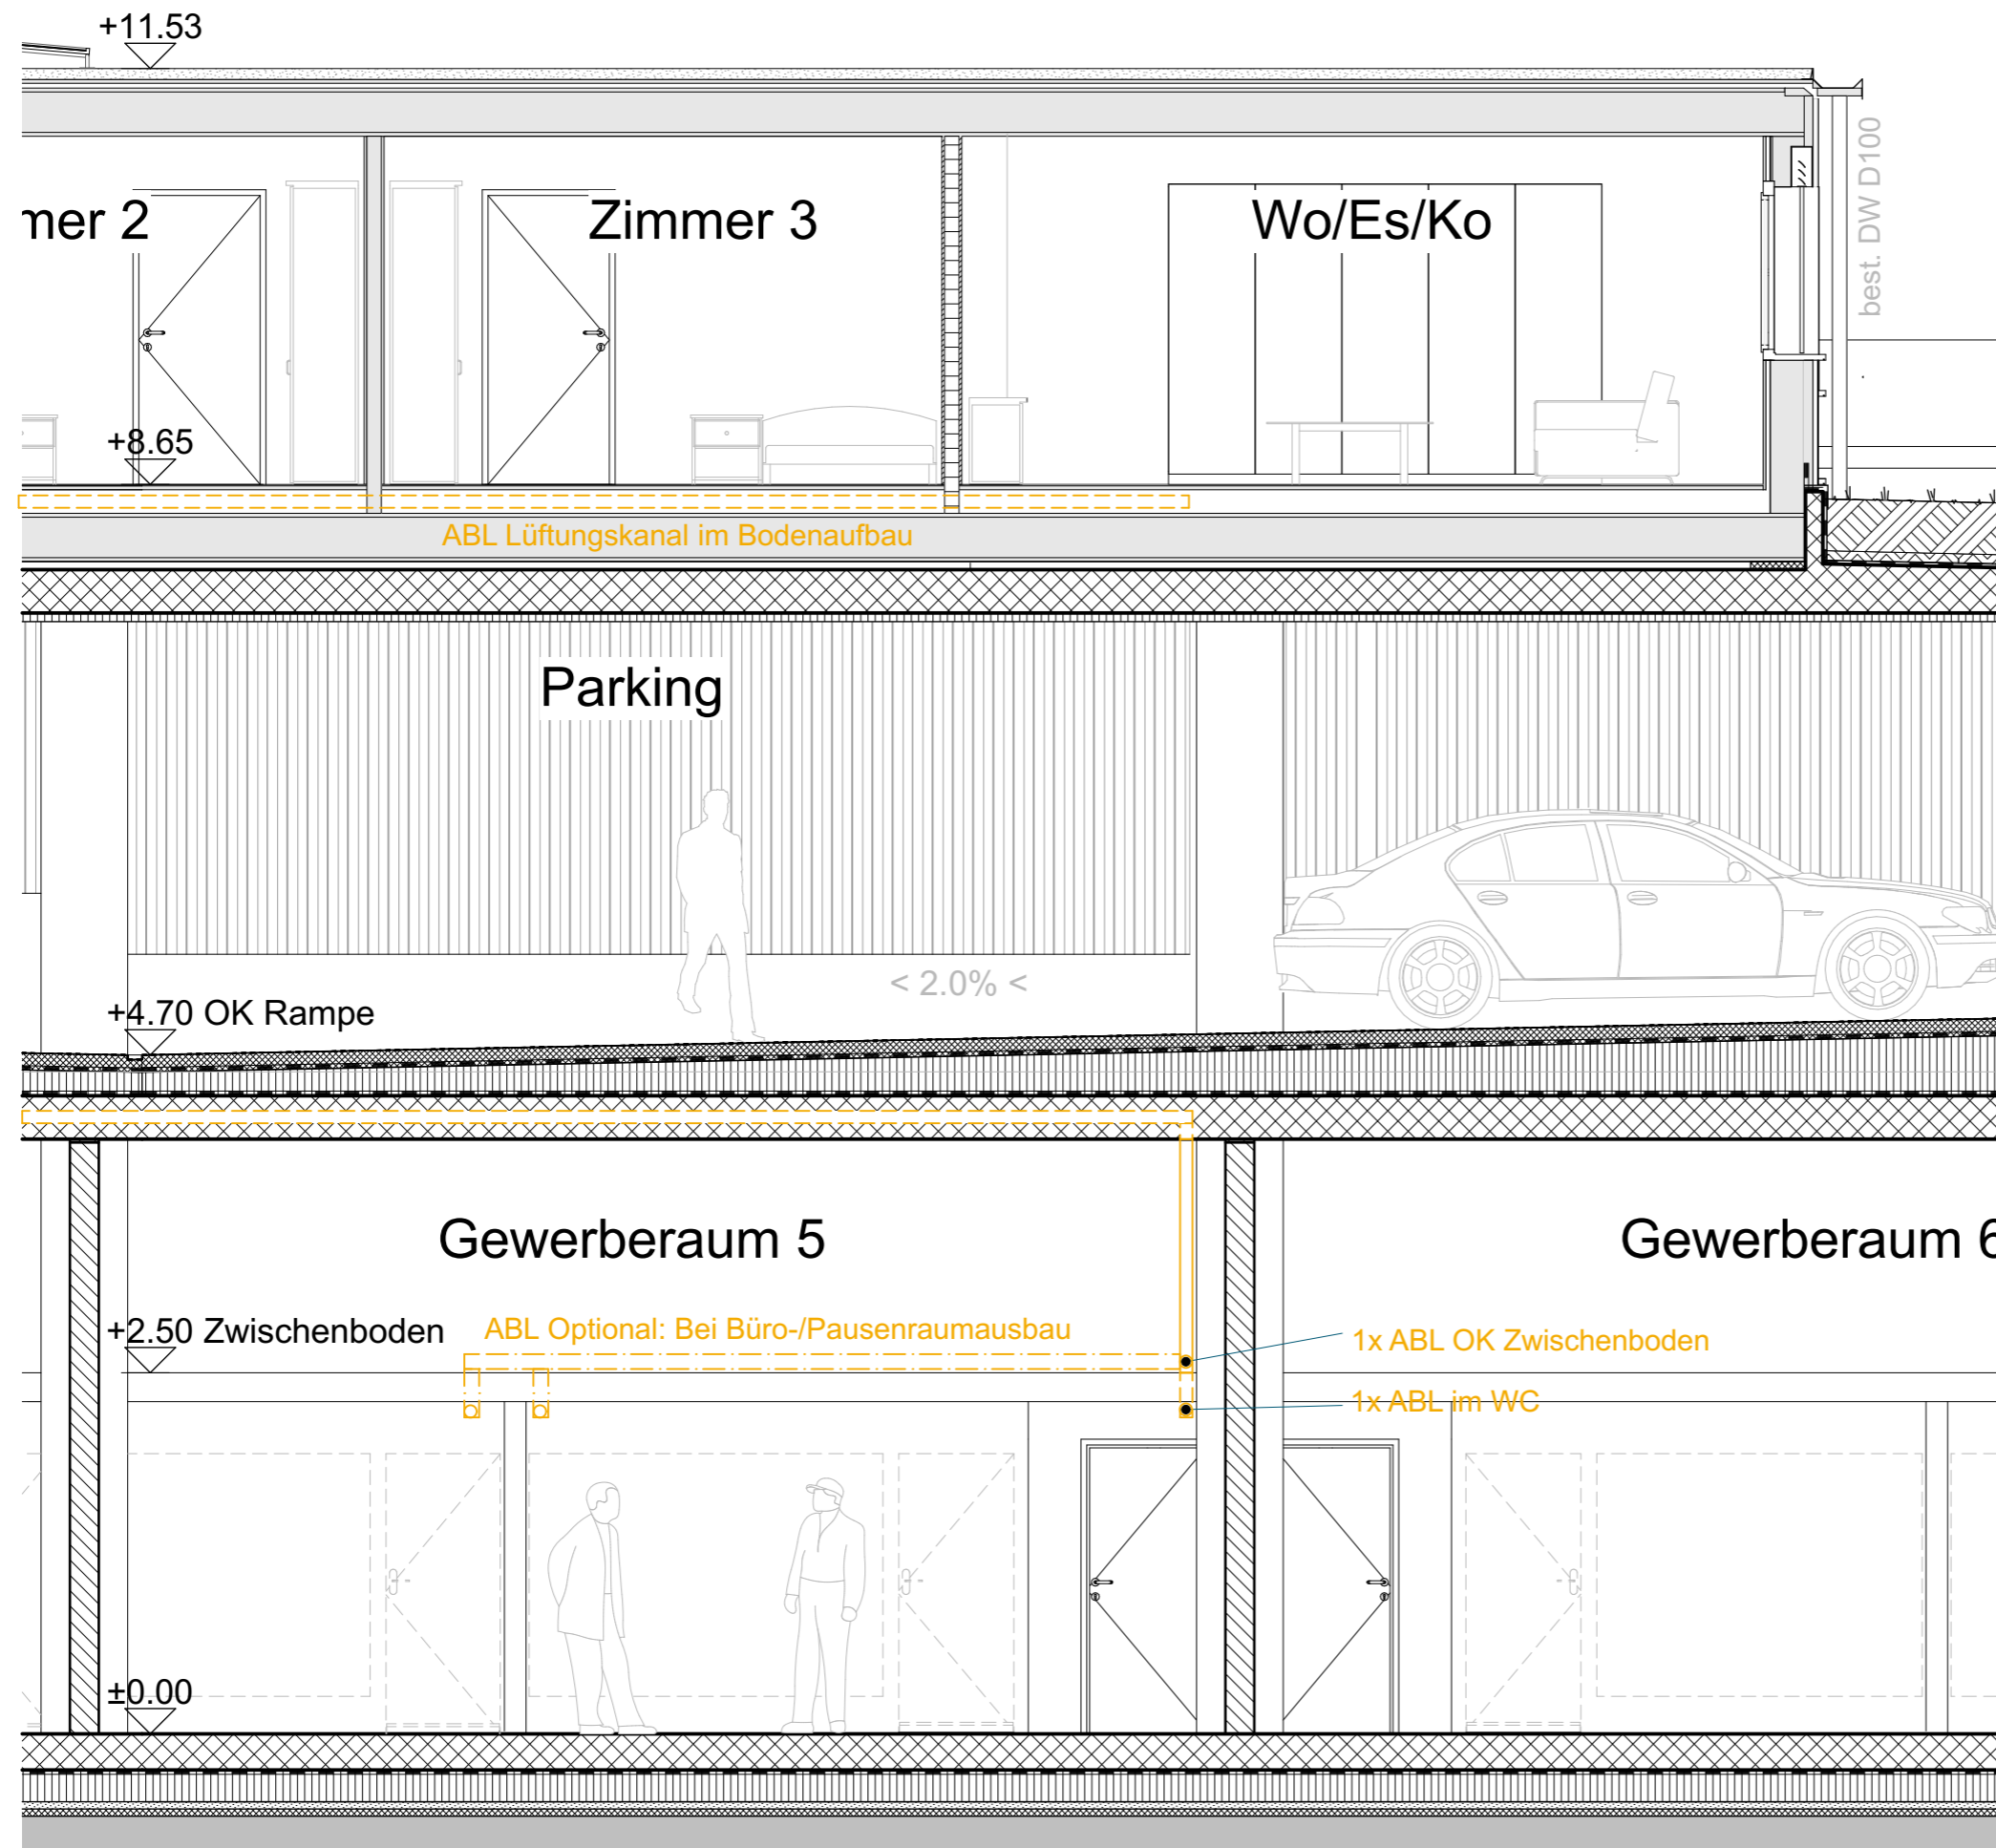 +11.53
best. DW D100
mer 2
Zimmer 3
Wo/Es/Ko
+8.65
ABL Lüftungskanal im Bodenaufbau
Parking
< 2.0% <
+4.70 OK Rampe
Gewerberaum 5
Gewerberaum 6
+2.50 Zwischenboden
ABL Optional: Bei Büro-/Pausenraumausbau
1x ABL OK Zwischenboden
1x ABL im WC
±0.00